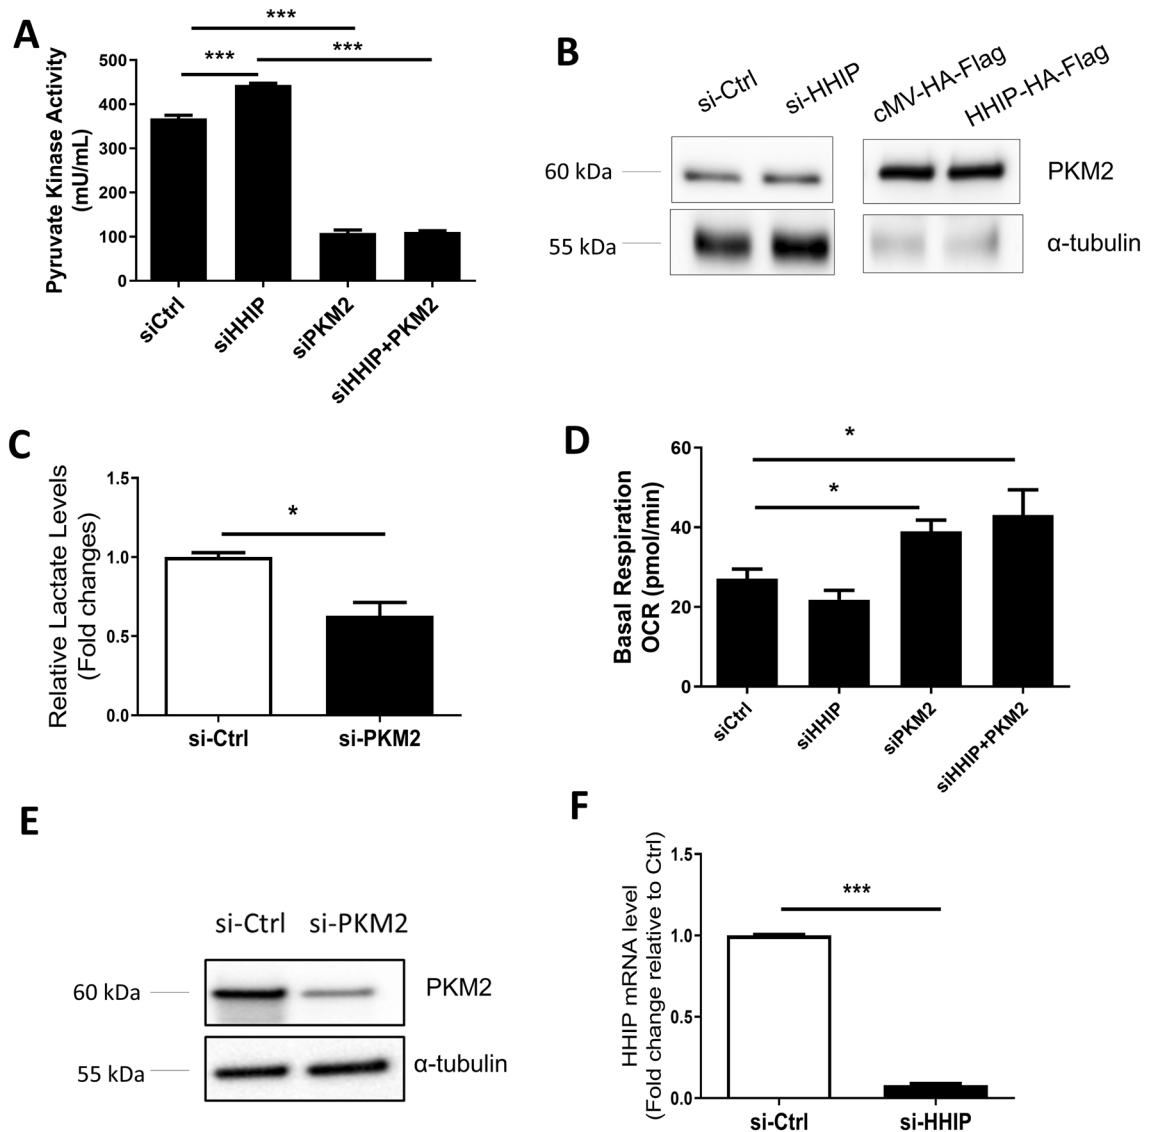 A
Pyruvate Kinase Activity
(mU/mL)
500
400
300
200
100
0
***
***
***
siCtrl
siHHIP
siPKM2
siHHIP+PKM2
B
si-Ctrl
si-HHIP
cMV-HA-Flag
HHIP-HA-Flag
60 kDa
PKM2
55 kDa
α-tubulin
C
Relative Lactate Levels
(Fold changes)
1.5
1.0
0.5
0.0
*
si-Ctrl
si-PKM2
D
Basal Respiration
OCR (pmol/min)
60
40
20
0
*
*
siCtrl
siHHIP
siPKM2
siHHIP+PKM2
E
si-Ctrl
si-PKM2
60 kDa
PKM2
55 kDa
α-tubulin
F
HHIP mRNA level
(Fold change relative to Ctrl)
1.5
1.0
0.5
0.0
***
si-Ctrl
si-HHIP